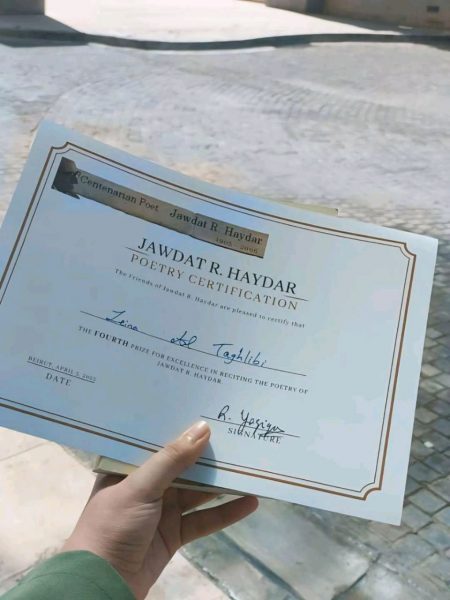 Centenarian Poet Jawdat R. Haydar
1905 - 2006
JAWDAT R. HAYDAR
POETRY CERTIFICATION
The Friends of Jawdat R. Haydar are pleased to certify that
Zeina Al Taghlibi
THE FOURTH PRIZE FOR EXCELLENCE IN RECITING THE POETRY OF
JAWDAT R. HAYDAR
BEIRUT, APRIL 2, 2022
DATE
SIGNATURE